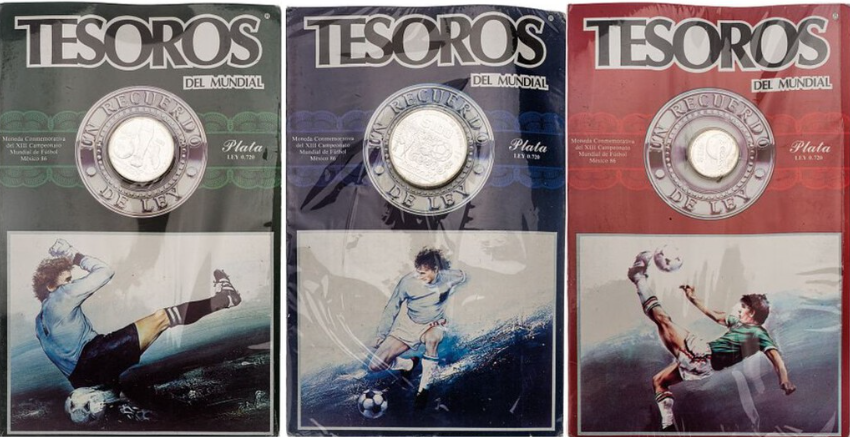 TESOROS
DEL MUNDIAL
UN RECUERDO
DE LEY
Moneda Conmemorativa
del XIII Campeonato
Mundial de Fútbol
México 86
Plata
LEY 0.720
TESOROS
DEL MUNDIAL
UN RECUERDO
DE LEY
Moneda Conmemorativa
del XIII Campeonato
Mundial de Fútbol
México 86
Plata
LEY 0.720
TESOROS
DEL MUNDIAL
UN RECUERDO
DE LEY
Moneda Conmemorativa
del XIII Campeonato
Mundial de Fútbol
México 86
Plata
LEY 0.720